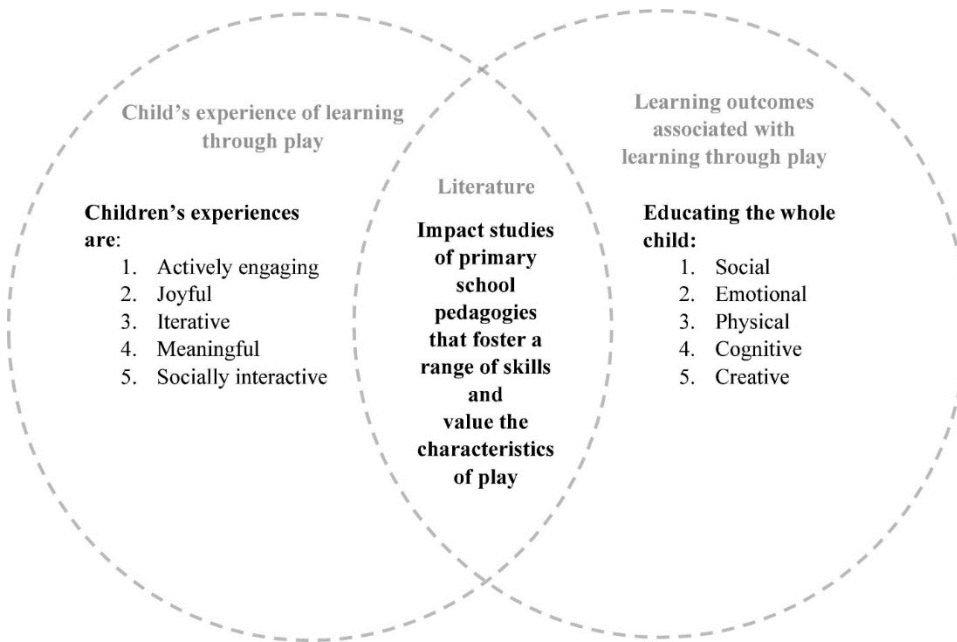 Child’s experience of learning
through play
Children’s experiences
are:
1. Actively engaging
2. Joyful
3. Iterative
4. Meaningful
5. Socially interactive
Literature
Impact studies
of primary
school
pedagogies
that foster a
range of skills
and
value the
characteristics
of play
Learning outcomes
associated with
learning through play
Educating the whole
child:
1. Social
2. Emotional
3. Physical
4. Cognitive
5. Creative